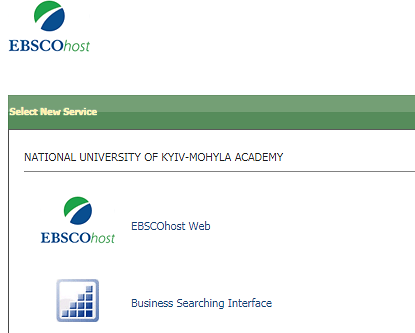 EBSCOhost
Select New Service
NATIONAL UNIVERSITY OF KYIV-MOHYLA ACADEMY
EBSCOhost
EBSCOhost Web
Business Searching Interface